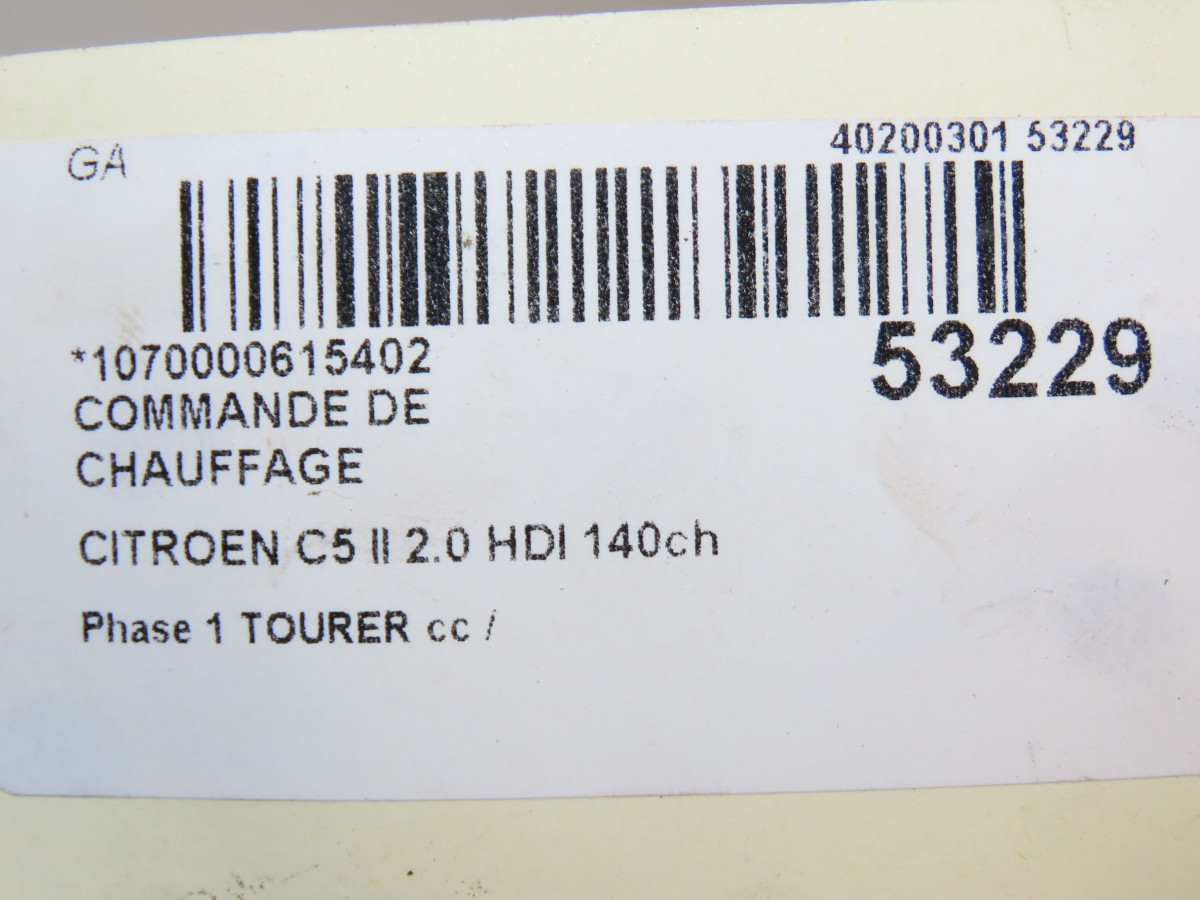 GA
40200301 53229
*1070000615402
53229
COMMANDE DE
CHAUFFAGE
CITROEN C5 II 2.0 HDI 140ch
Phase 1 TOURER cc /